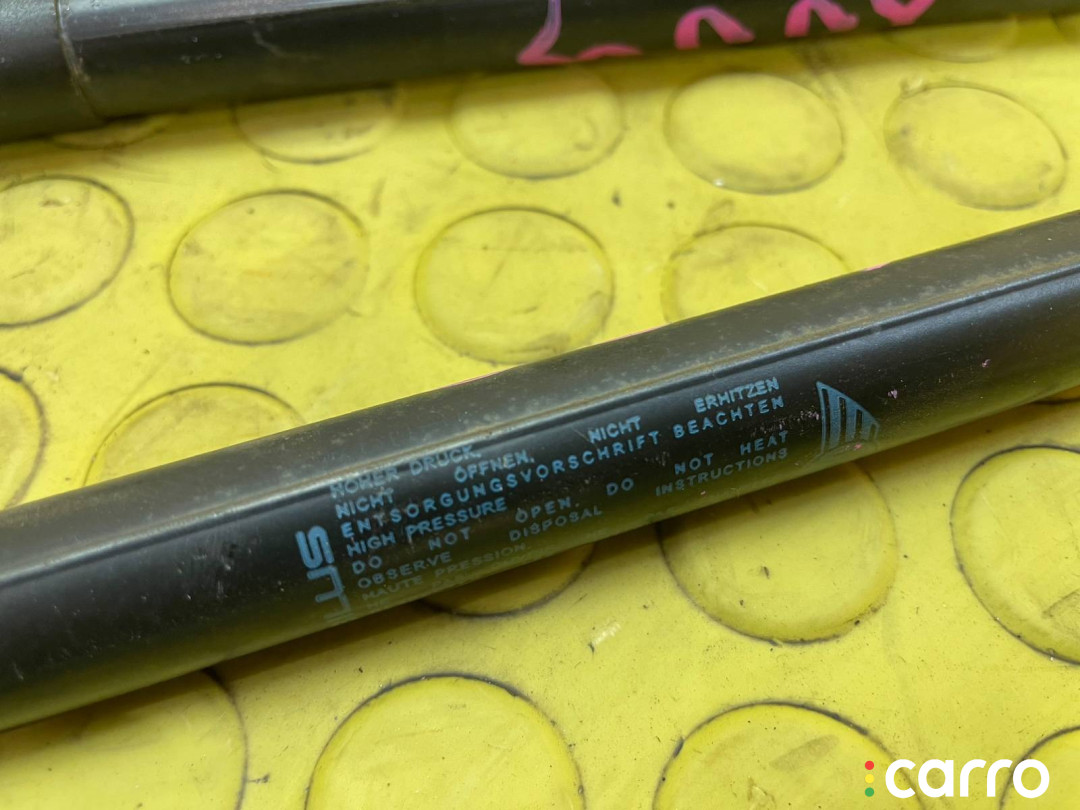 HOHER DRUCK.
NICHT ÖFFNEN. NICHT ERHITZEN
ENTSORGUNGSVORSCHRIFT BEACHTEN
HIGH PRESSURE
DO NOT OPEN. DO NOT HEAT
OBSERVE DISPOSAL INSTRUCTIONS
HAUTE PRESSION.
carro